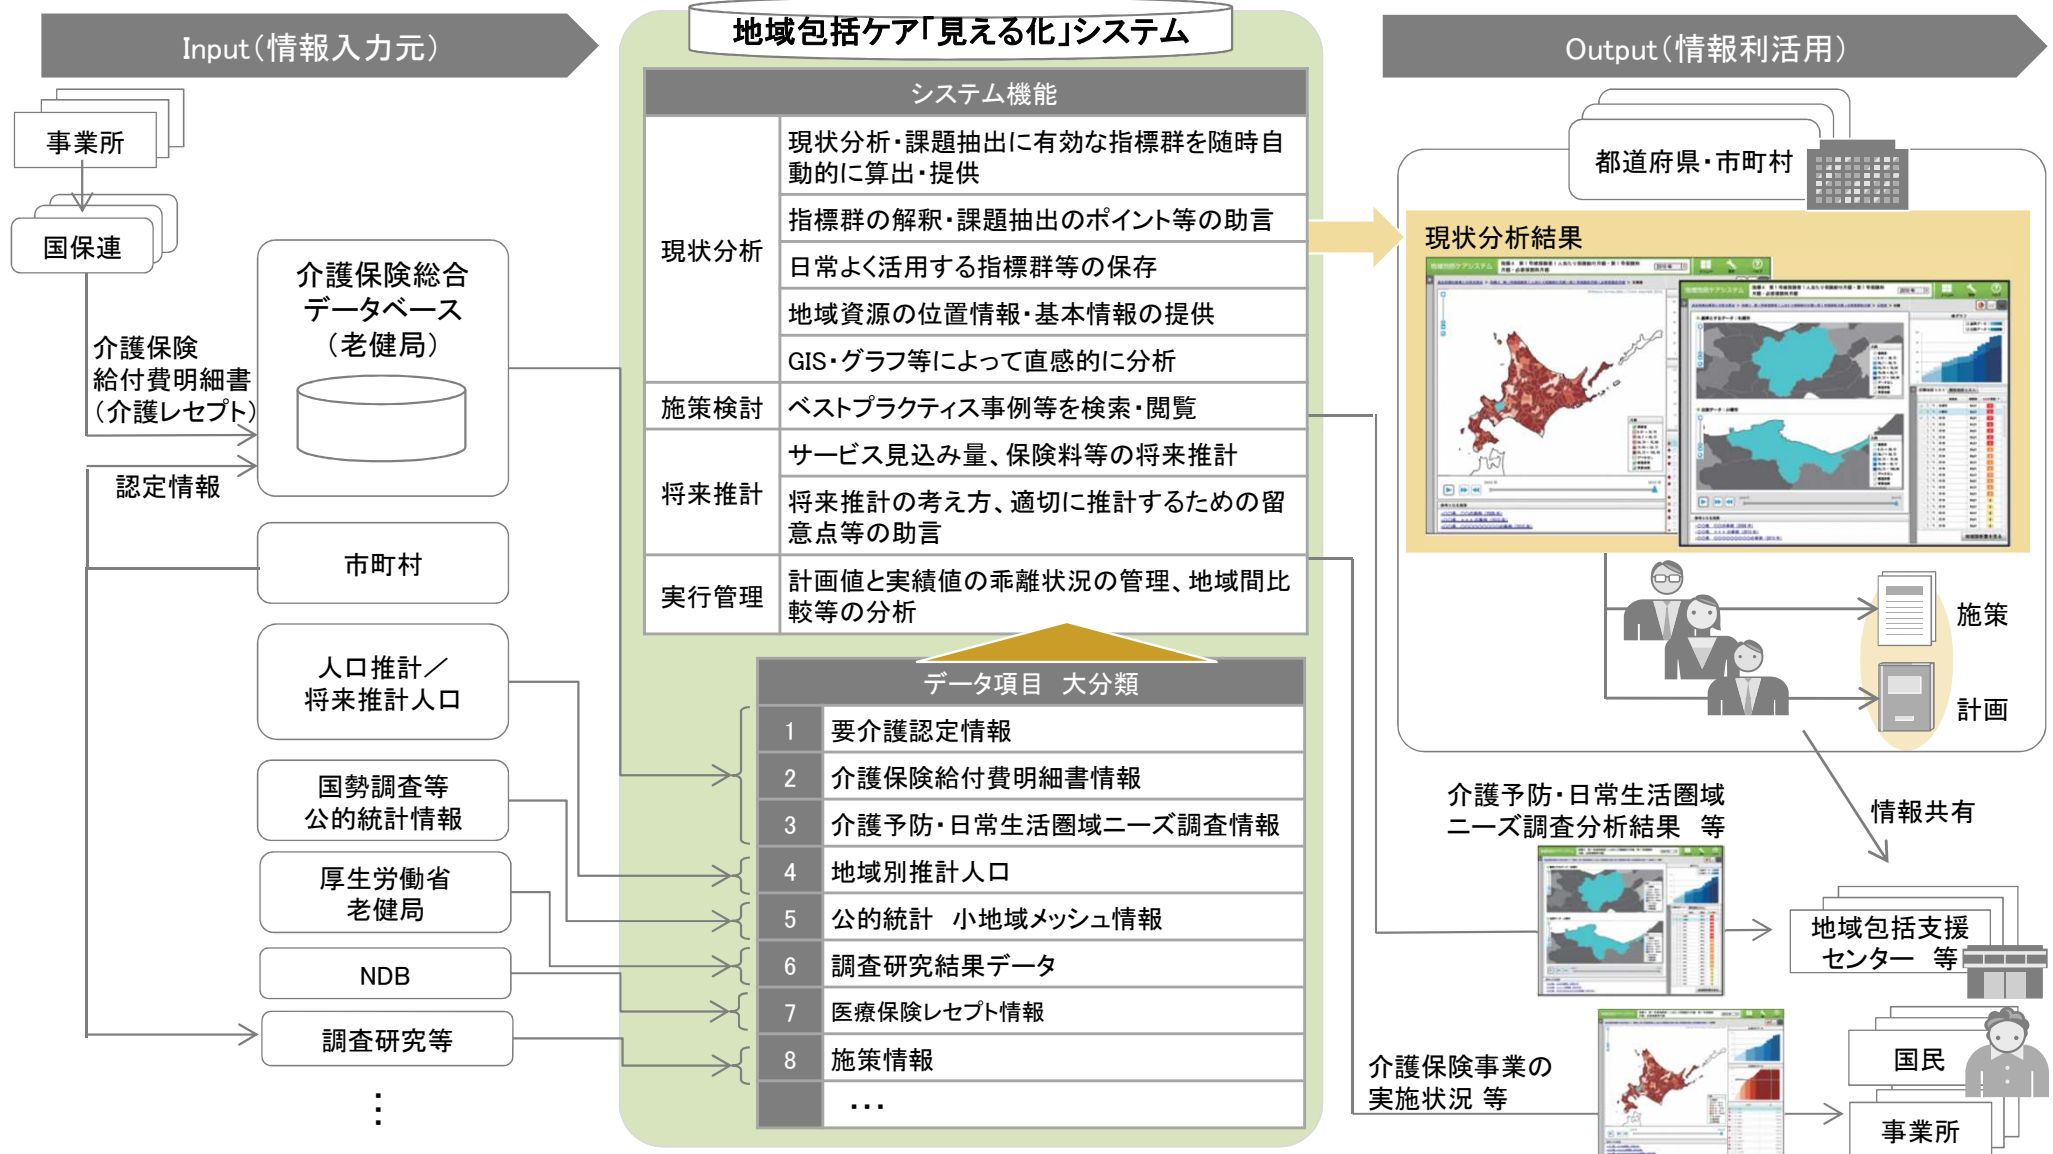 Input（情報入力元）
事業所
国保連
介護保険
給付費明細書
（介護レセプト）
認定情報
介護保険総合
データベース
（老健局）
市町村
人口推計／
将来推計人口
国勢調査等
公的統計情報
厚生労働省
老健局
NDB
調査研究等
⋮
地域包括ケア「見える化」システム
システム機能
現状分析
現状分析・課題抽出に有効な指標群を随時自
動的に算出・提供
指標群の解釈・課題抽出のポイント等の助言
日常よく活用する指標群等の保存
地域資源の位置情報・基本情報の提供
GIS・グラフ等によって直感的に分析
施策検討
ベストプラクティス事例等を検索・閲覧
将来推計
サービス見込み量、保険料等の将来推計
将来推計の考え方、適切に推計するための留
意点等の助言
実行管理
計画値と実績値の乖離状況の管理、地域間比
較等の分析
データ項目　大分類
1 要介護認定情報
2 介護保険給付費明細書情報
3 介護予防・日常生活圏域ニーズ調査情報
4 地域別推計人口
5 公的統計　小地域メッシュ情報
6 調査研究結果データ
7 医療保険レセプト情報
8 施策情報
・・・
Output（情報利活用）
都道府県・市町村
現状分析結果
地域包括ケアシステム
地域包括ケアシステム
施策
計画
介護予防・日常生活圏域
ニーズ調査分析結果　等
情報共有
地域包括支援
センター　等
介護保険事業の
実施状況 等
国民
事業所